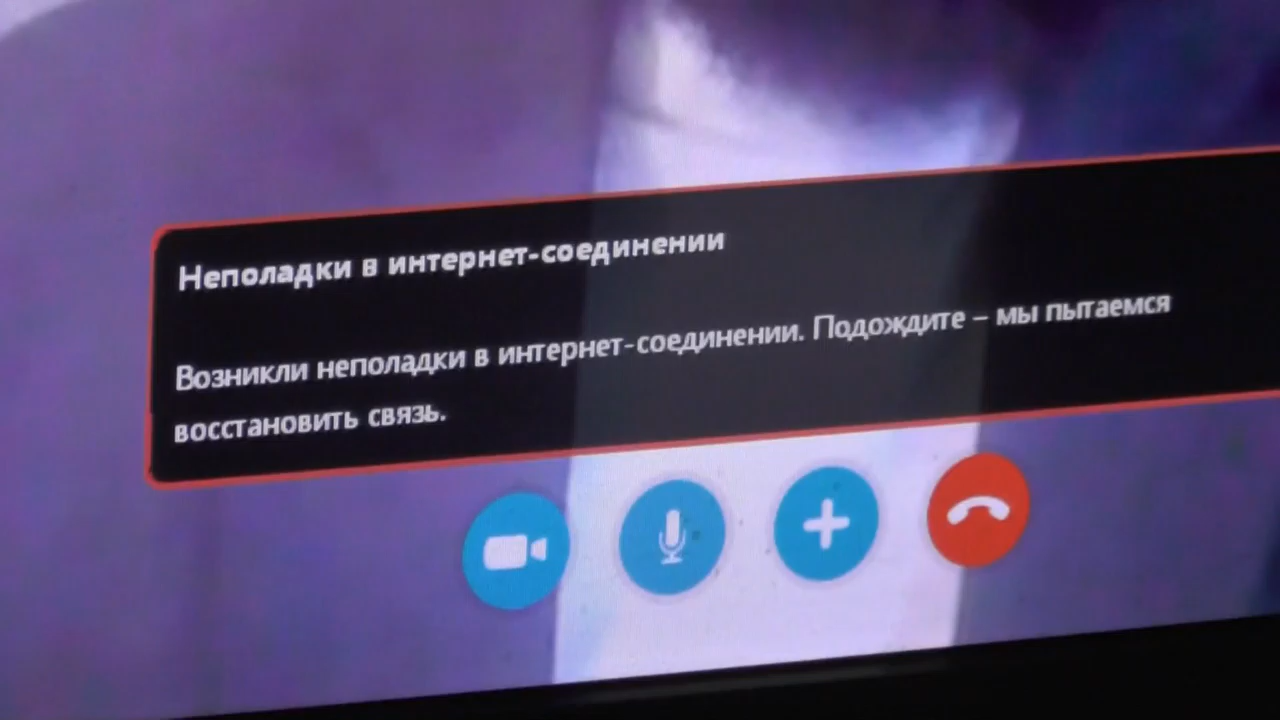 Неполадки в интернет-соединении
Возникли неполадки в интернет-соединении. Подождите – мы пытаемся
восстановить связь.